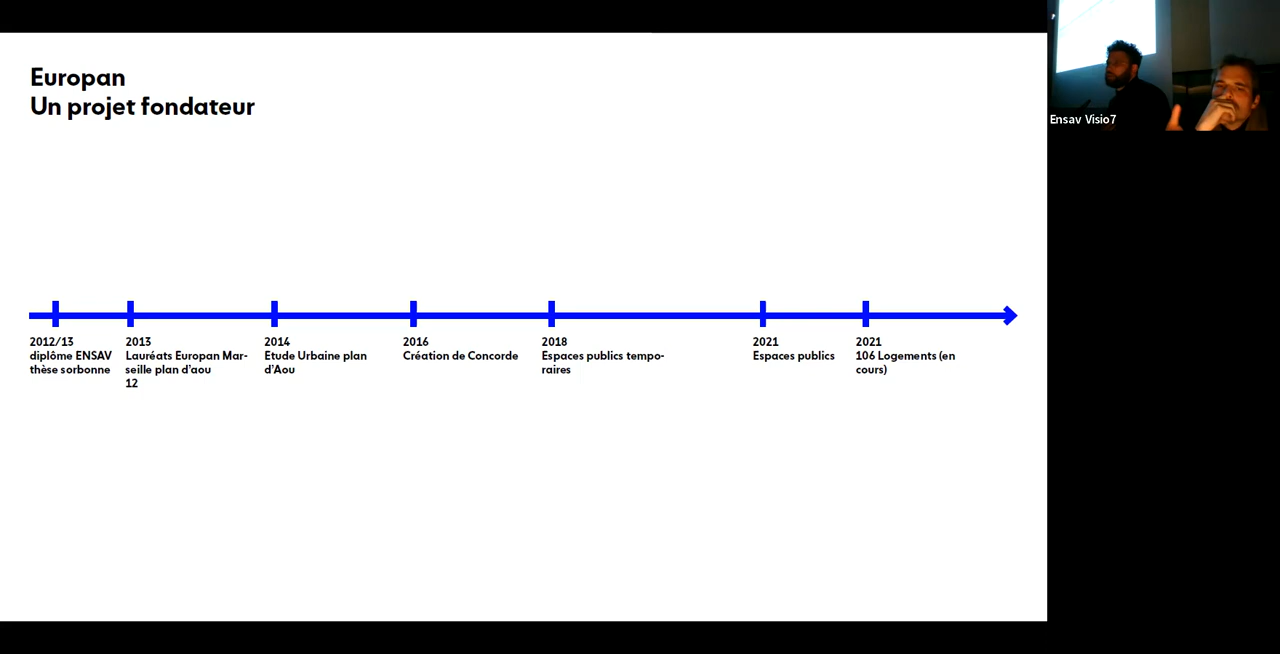 Europan
Un projet fondateur
Ensav Visio7
2012/13
diplôme ENSAV
thèse sorbonne
2013
Lauréats Europan Mar-
seille plan d'aou
12
2014
Etude Urbaine plan
d'Aou
2016
Création de Concorde
2018
Espaces publics tempo-
raires
2021
Espaces publics
2021
106 Logements (en
cours)